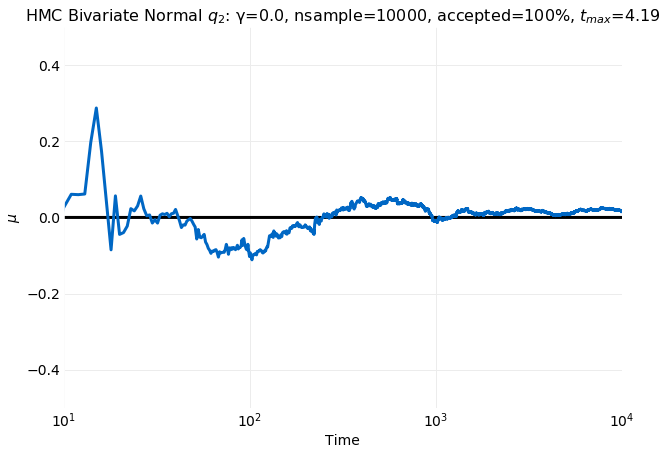 HMC Bivariate Normal q₂: γ=0.0, nsample=10000, accepted=100%, tₘₐₓ=4.19
0.4
0.2
0.0
−0.2
−0.4
μ
10¹ 10² 10³ 10⁴
Time